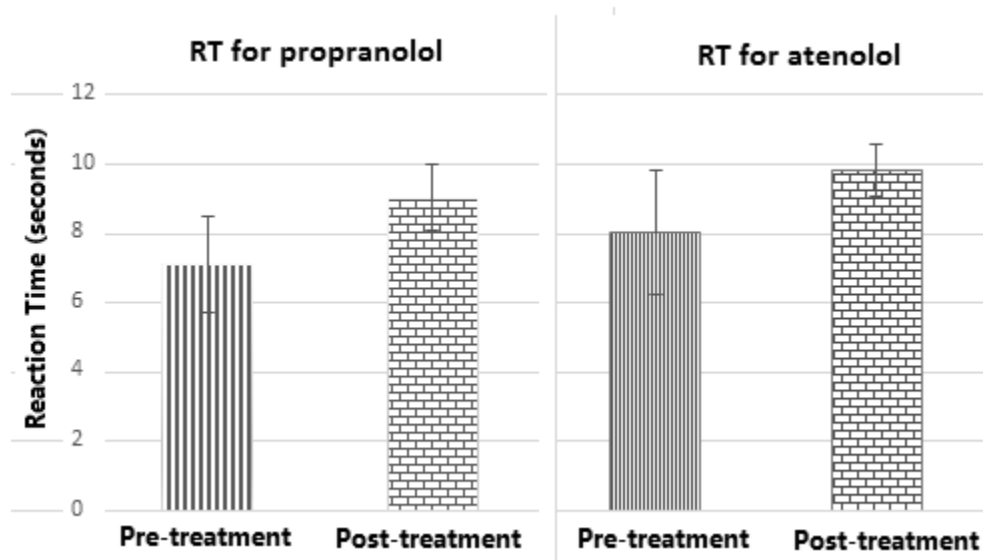 RT for propranolol
RT for atenolol
Reaction Time (seconds)
12
10
8
6
4
2
0
Pre-treatment
Post-treatment
Pre-treatment
Post-treatment